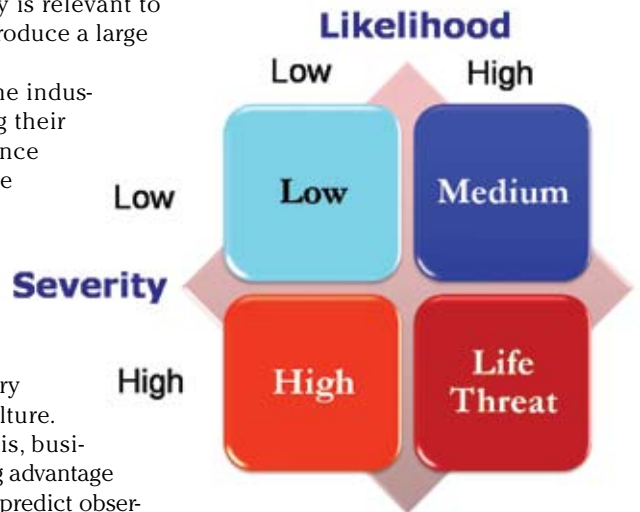 y is relevant to
roduce a large
ne indus-
g their
nce
e
ry
lture.
is, busi-
g advantage
predict obser-
Likelihood
Low High
Low Low Medium
Severity
High High Life
Threat